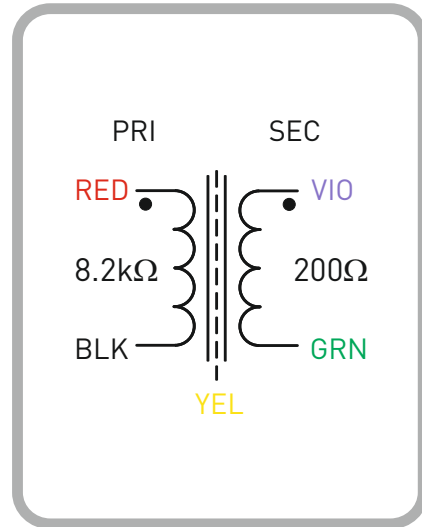 PRI SEC
RED VIO
8.2kΩ 200Ω
BLK GRN
YEL